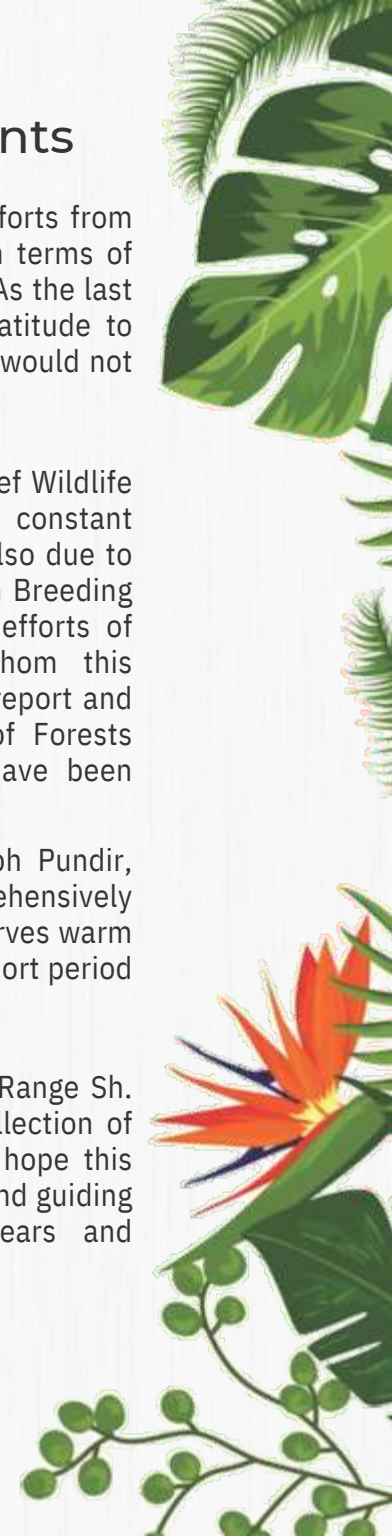 nts
forts from
terms of
As the last
atitude to
would not
ef Wildlife
constant
lso due to
Breeding
efforts of
hom this
report and
of Forests
ave been
oh Pundir,
ehensively
rves warm
ort period
Range Sh.
llection of
hope this
nd guiding
ears and